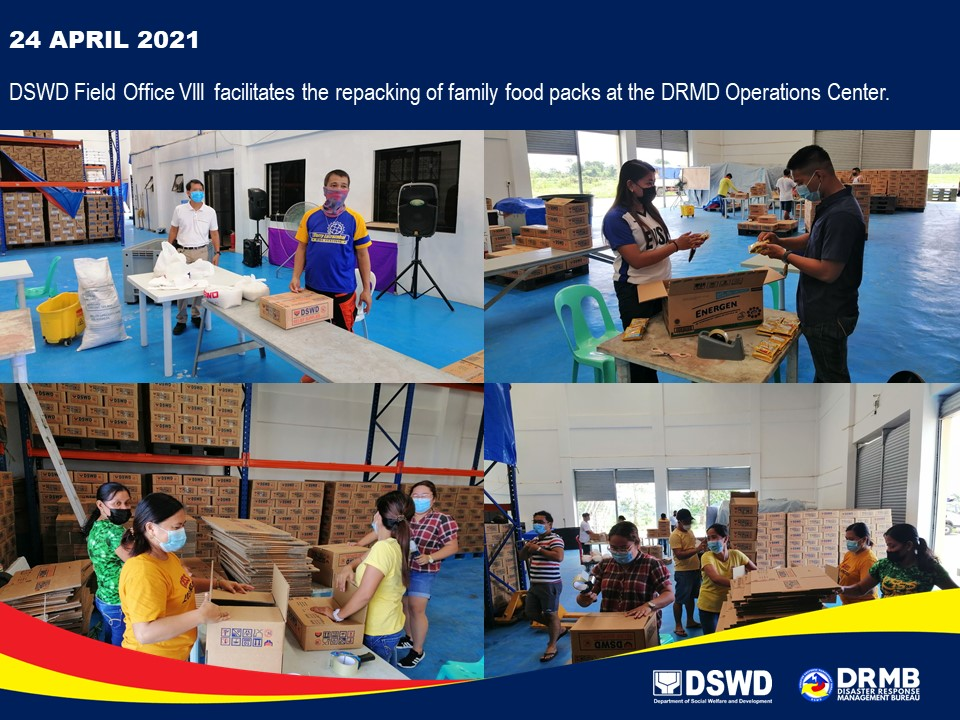 24 APRIL 2021
DSWD Field Office VIII facilitates the repacking of family food packs at the DRMD Operations Center.
DSWD
ENERGEN
DSWD
DSWD
Department of Social Welfare and Development
DRMB
DISASTER RESPONSE
MANAGEMENT BUREAU